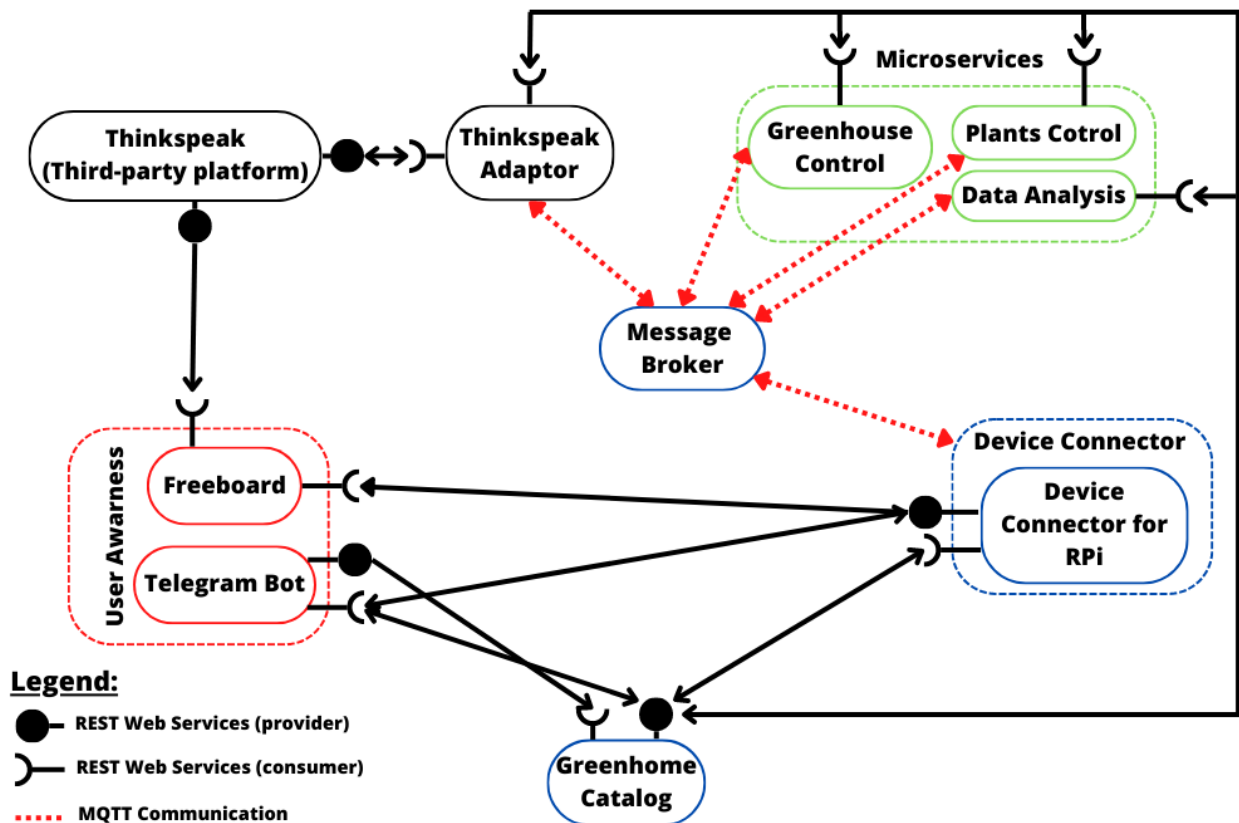 Microservices
Thinkspeak
(Third-party platform)
Thinkspeak
Adaptor
Greenhouse
Control
Plants Cotrol
Data Analysis
Message
Broker
Device Connector
Device
Connector for
RPi
User Awarness
Freeboard
Telegram Bot
Greenhome
Catalog
Legend:
REST Web Services (provider)
REST Web Services (consumer)
MQTT Communication